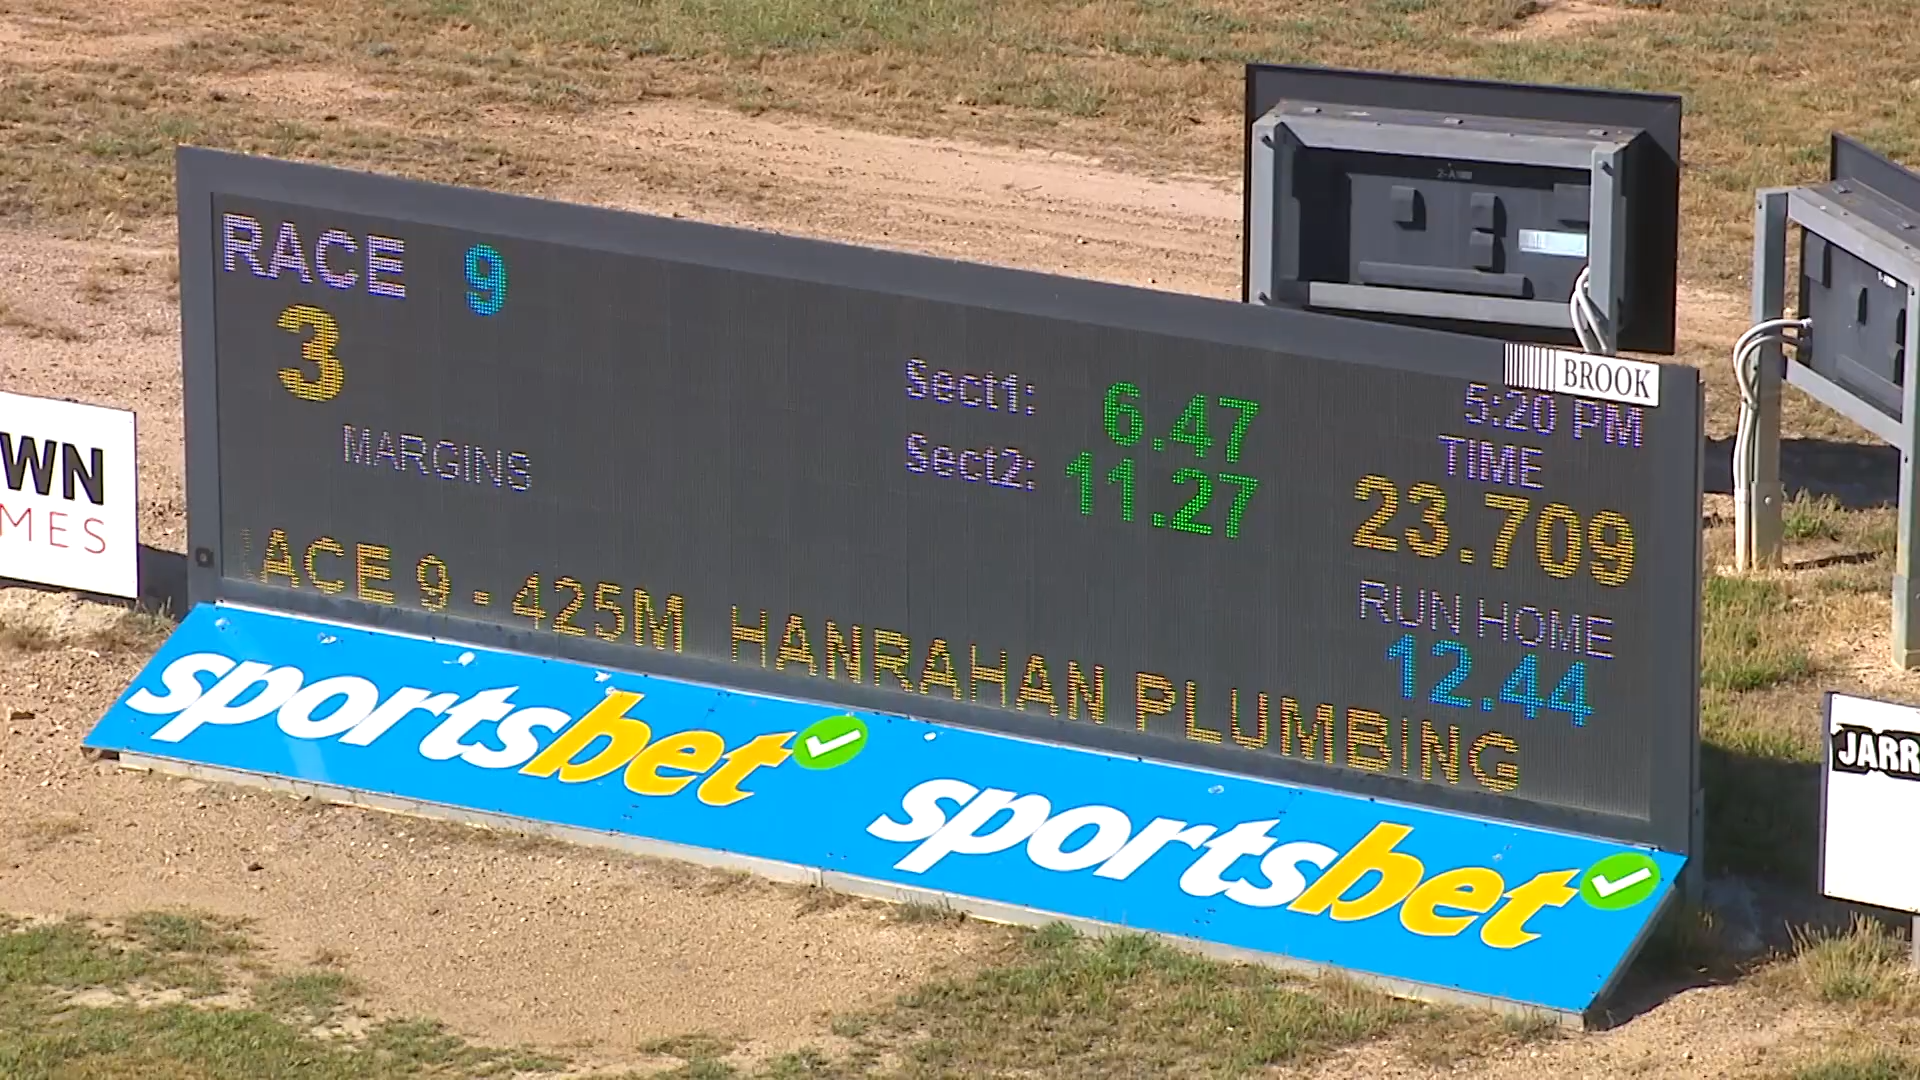 RACE 9
3
MARGINS
Sect1: 6.47
Sect2: 11.27
BROOK
5:20 PM
TIME
23.709
RUN HOME
12.44
RACE 9 - 425M HANRAHAN PLUMBING
sportsbet
sportsbet
WN
MES
JARR